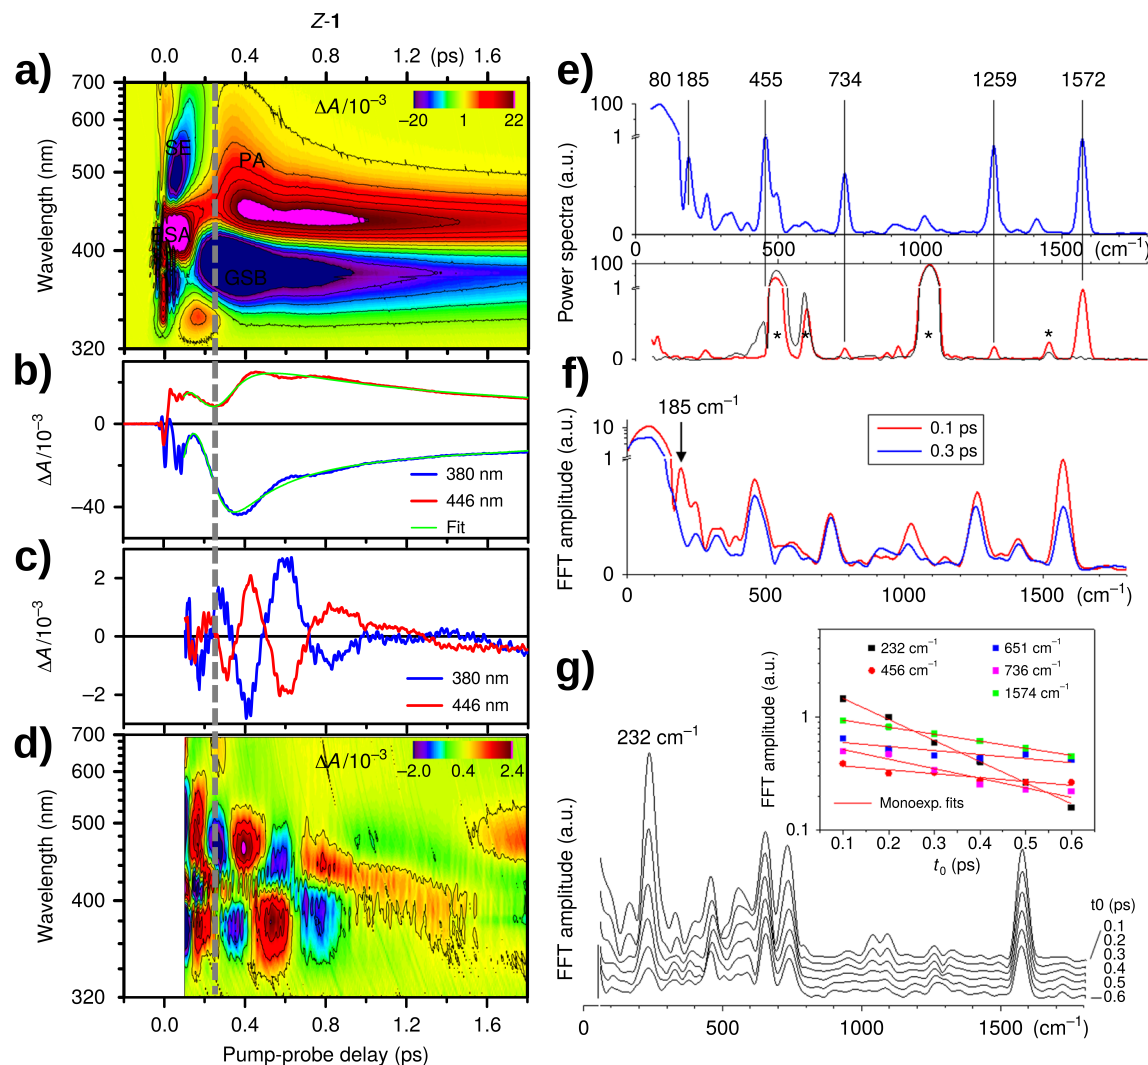 Z-1
0.0 0.4 0.8 1.2 (ps) 1.6
a)
700
600
500
400
320
Wavelength (nm)
ΔA/10⁻³
−20 1 22
SE
PA
ESA
GSB
b)
0
−40
ΔA/10⁻³
380 nm
446 nm
Fit
c)
2
0
−2
ΔA/10⁻³
380 nm
446 nm
d)
700
600
500
400
320
Wavelength (nm)
ΔA/10⁻³
−2.0 0.4 2.4
0.0 0.4 0.8 1.2 1.6
Pump-probe delay (ps)
e)
80 185 455 734 1259 1572
100
1
0
500 1000 1500 (cm⁻¹)
Power spectra (a.u.)
100
1
0
* * * *
f)
185 cm⁻¹
0.1 ps
0.3 ps
10
1
0
FFT amplitude (a.u.)
0 500 1000 1500 (cm⁻¹)
g)
232 cm⁻¹
FFT amplitude (a.u.)
1
0.1
232 cm⁻¹
456 cm⁻¹
651 cm⁻¹
736 cm⁻¹
1574 cm⁻¹
Monoexp. fits
0.1 0.2 0.3 0.4 0.5 0.6
t₀ (ps)
t0 (ps)
0.1
0.2
0.3
0.4
0.5
0.6
FFT amplitude (a.u.)
0 500 1000 1500 (cm⁻¹)